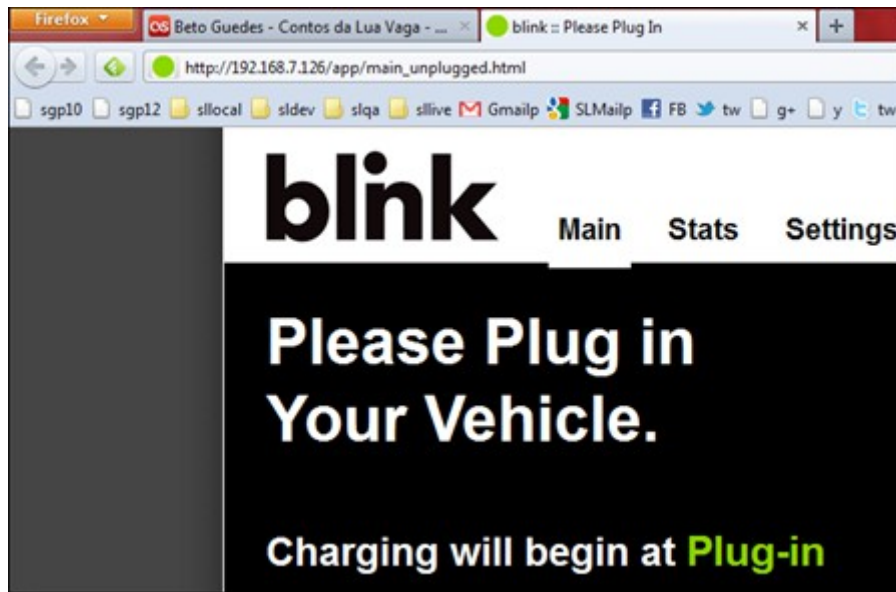 Firefox
Beto Guedes - Contos da Lua Vaga - ... ×
blink :: Please Plug In ×
+
http://192.168.7.126/app/main_unplugged.html
sgp10 sgp12 sllocal sldev slqa sllive Gmailp SLMailp FB tw g+ y tw
blink
Main Stats Settings
Please Plug in
Your Vehicle.
Charging will begin at Plug-in